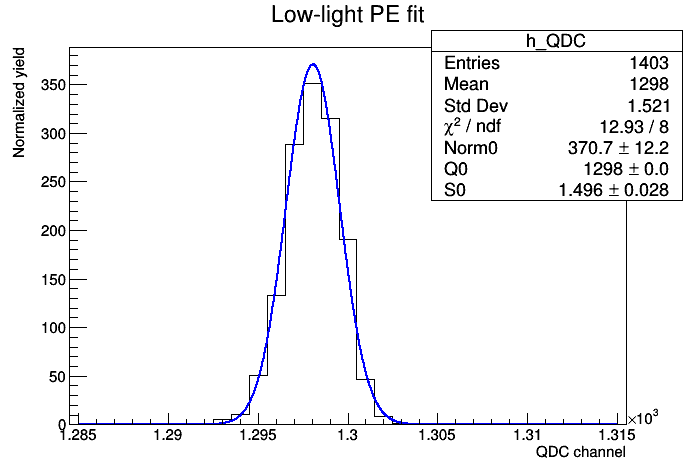 Low-light PE fit
h_QDC
Entries 1403
Mean 1298
Std Dev 1.521
χ² / ndf 12.93 / 8
Norm0 370.7 ± 12.2
Q0 1298 ± 0.0
S0 1.496 ± 0.028
Normalized yield
350
300
250
200
150
100
50
0
1.285 1.29 1.295 1.3 1.305 1.31 1.315
×10³
QDC channel